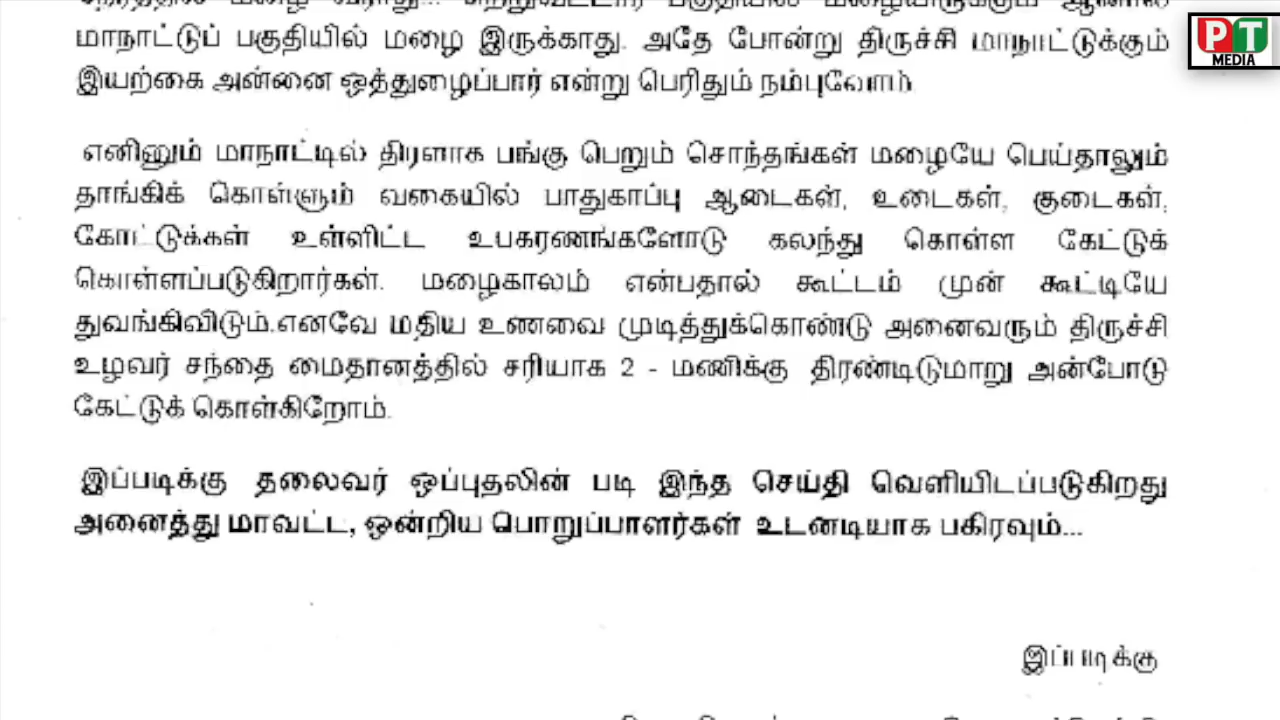 மாநாட்டுப் பகுதியில் மழை இருக்காது. அதே போன்று திருச்சி மாநாட்டுக்கும்
இயற்கை அன்னை ஒத்துழைப்பார் என்று பெரிதும் நம்புவோம்
எனினும் மாநாட்டில் திரளாக பங்கு பெறும் சொந்தங்கள் மழையே பெய்தாலும்
தாங்கிக் கொள்ளும் வகையில் பாதுகாப்பு ஆடைகள், உடைகள், குடைகள்,
கோட்டுக்கள் உள்ளிட்ட உபகரணங்களோடு கலந்து கொள்ள கேட்டுக்
கொள்ளப்படுகிறார்கள். மழைகாலம் என்பதால் கூட்டம் முன் கூட்டியே
துவங்கிவிடும்.எனவே மதிய உணவை முடித்துக்கொண்டு அனைவரும் திருச்சி
உழவர் சந்தை மைதானத்தில் சரியாக 2 - மணிக்கு திரண்டிடுமாறு அன்போடு
கேட்டுக் கொள்கிறோம்.
இப்படிக்கு தலைவர் ஒப்புதலின் படி இந்த செய்தி வெளியிடப்படுகிறது
அனைத்து மாவட்ட, ஒன்றிய பொறுப்பாளர்கள் உடனடியாக பகிரவும்...
இப்படிக்கு
PT
MEDIA